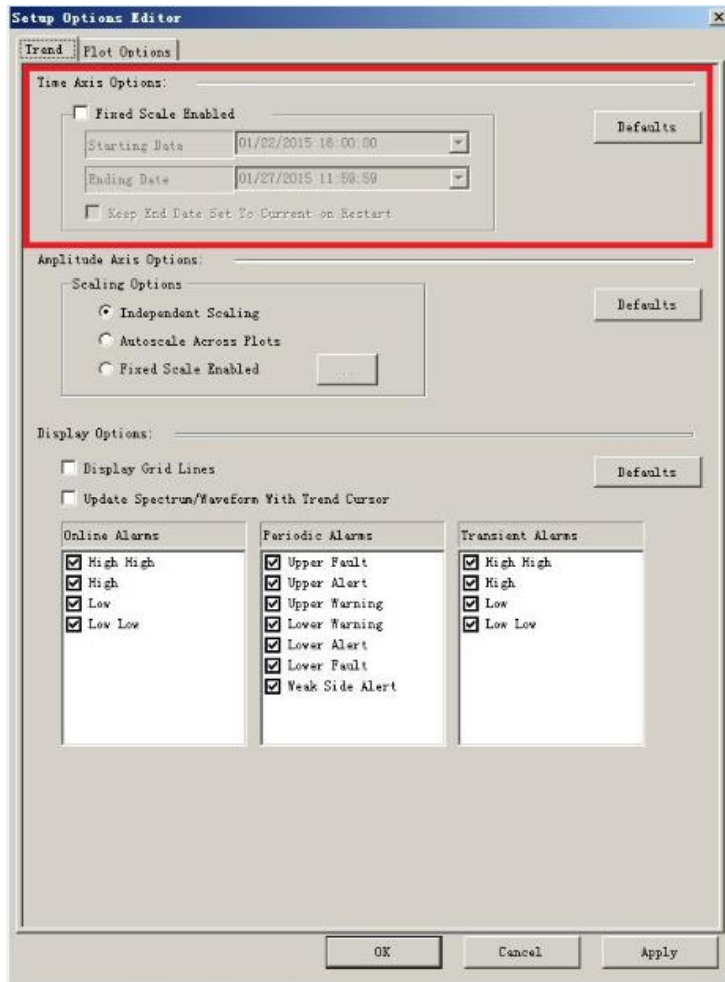 Setup Options Editor
Trend Plot Options
Time Axis Options:
Fixed Scale Enabled
Defaults
Starting Date 01/22/2015 16:00:00
Ending Date 01/27/2015 11:59:59
Keep End Date Set To Current on Restart
Amplitude Axis Options:
Scaling Options
Defaults
Independent Scaling
Autoscale Across Plots
Fixed Scale Enabled ...
Display Options:
Display Grid Lines
Defaults
Update Spectrum/Waveform With Trend Cursor
Online Alarms
High High
High
Low
Low Low
Periodic Alarms
Upper Fault
Upper Alert
Upper Warning
Lower Warning
Lower Alert
Lower Fault
Weak Side Alert
Transient Alarms
High High
High
Low
Low Low
OK Cancel Apply